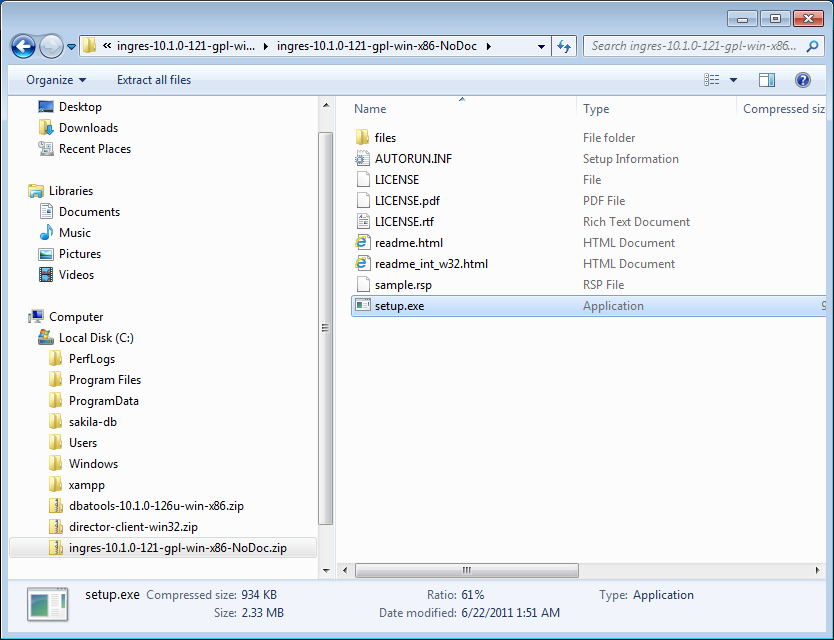 « ingres-10.1.0-121-gpl-wi... ingres-10.1.0-121-gpl-win-x86-NoDoc Search ingres-10.1.0-121-gpl-win-x86...
Organize Extract all files
Desktop
Downloads
Recent Places
Libraries
Documents
Music
Pictures
Videos
Computer
Local Disk (C:)
PerfLogs
Program Files
ProgramData
sakila-db
Users
Windows
xampp
dbatools-10.1.0-126u-win-x86.zip
director-client-win32.zip
ingres-10.1.0-121-gpl-win-x86-NoDoc.zip
Name Type Compressed siz
files File folder
AUTORUN.INF Setup Information
LICENSE File
LICENSE.pdf PDF File
LICENSE.rtf Rich Text Document
readme.html HTML Document
readme_int_w32.html HTML Document
sample.rsp RSP File
setup.exe Application 9
setup.exe Compressed size: 934 KB Ratio: 61% Type: Application
Size: 2.33 MB Date modified: 6/22/2011 1:51 AM